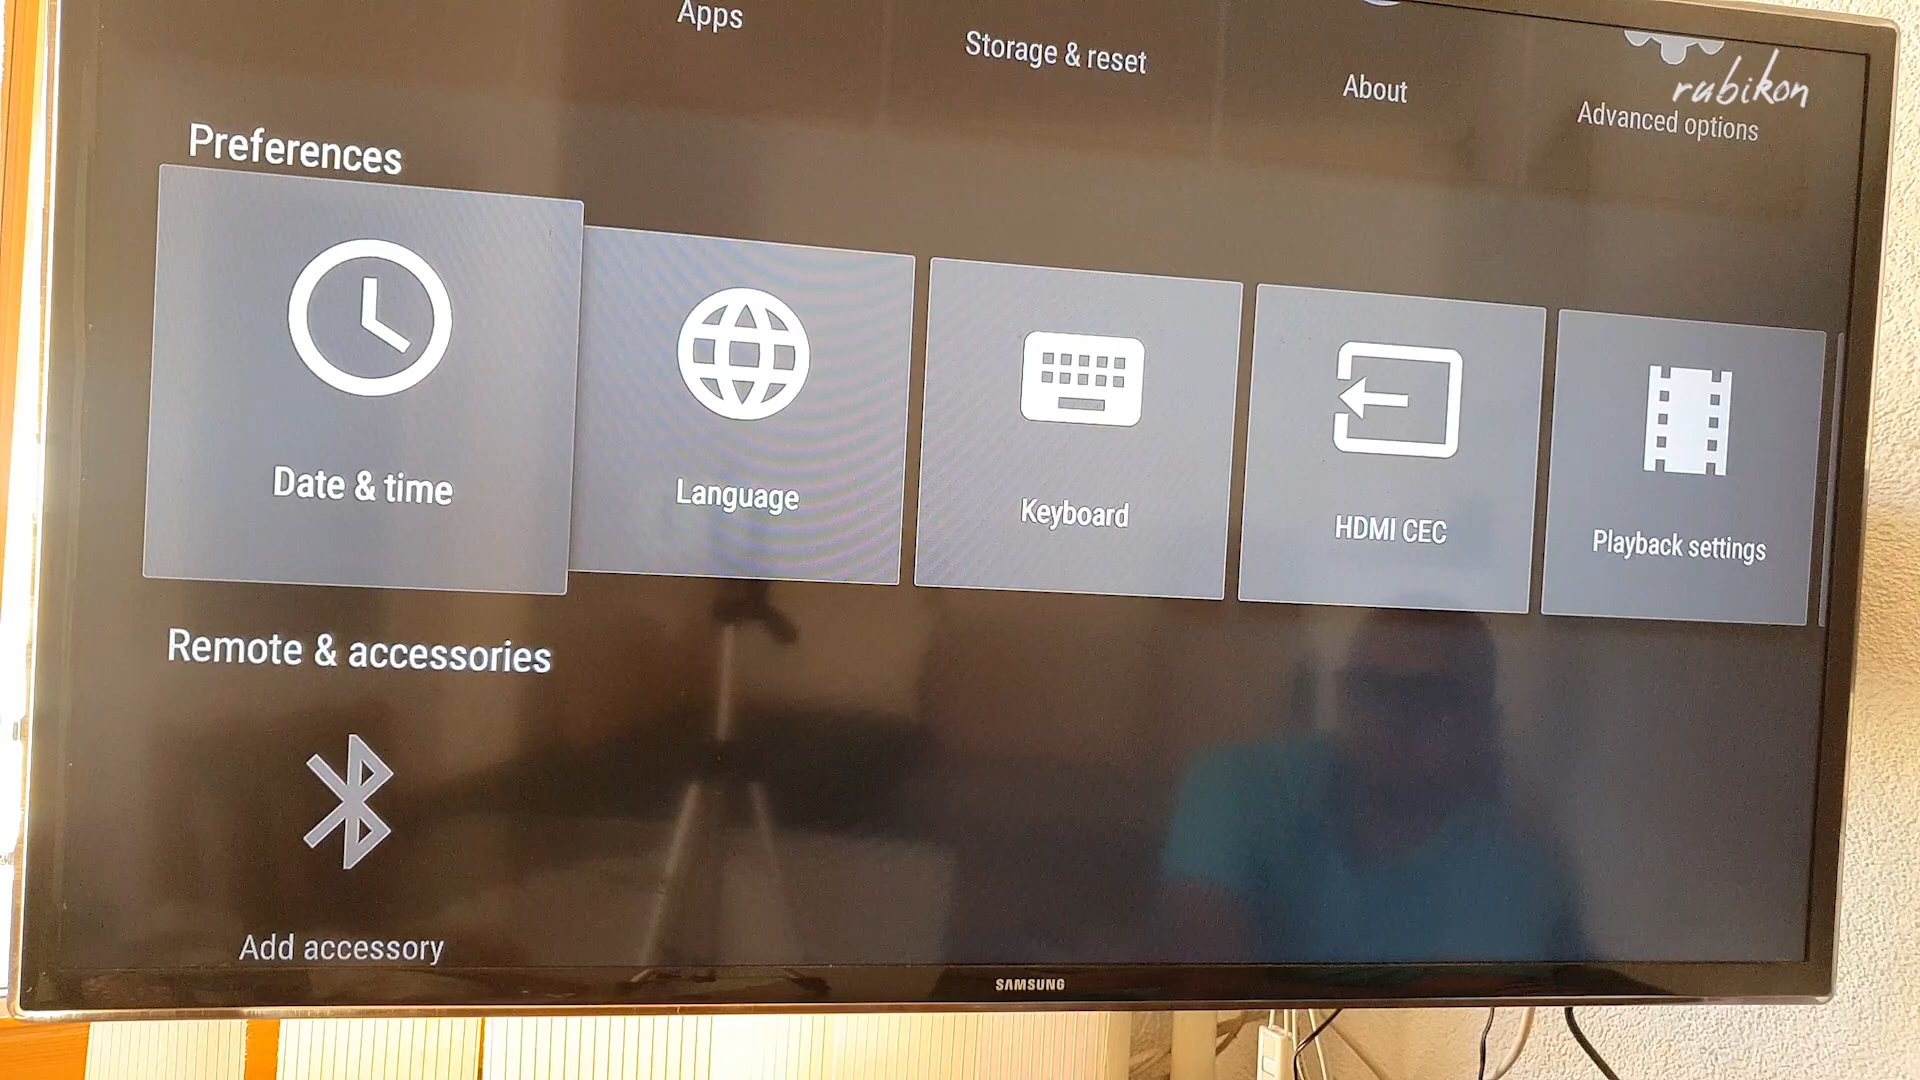 Apps
Storage & reset
About
rubikon
Advanced options
Preferences
Date & time
Language
Keyboard
HDMI CEC
Playback settings
Remote & accessories
Add accessory
SAMSUNG